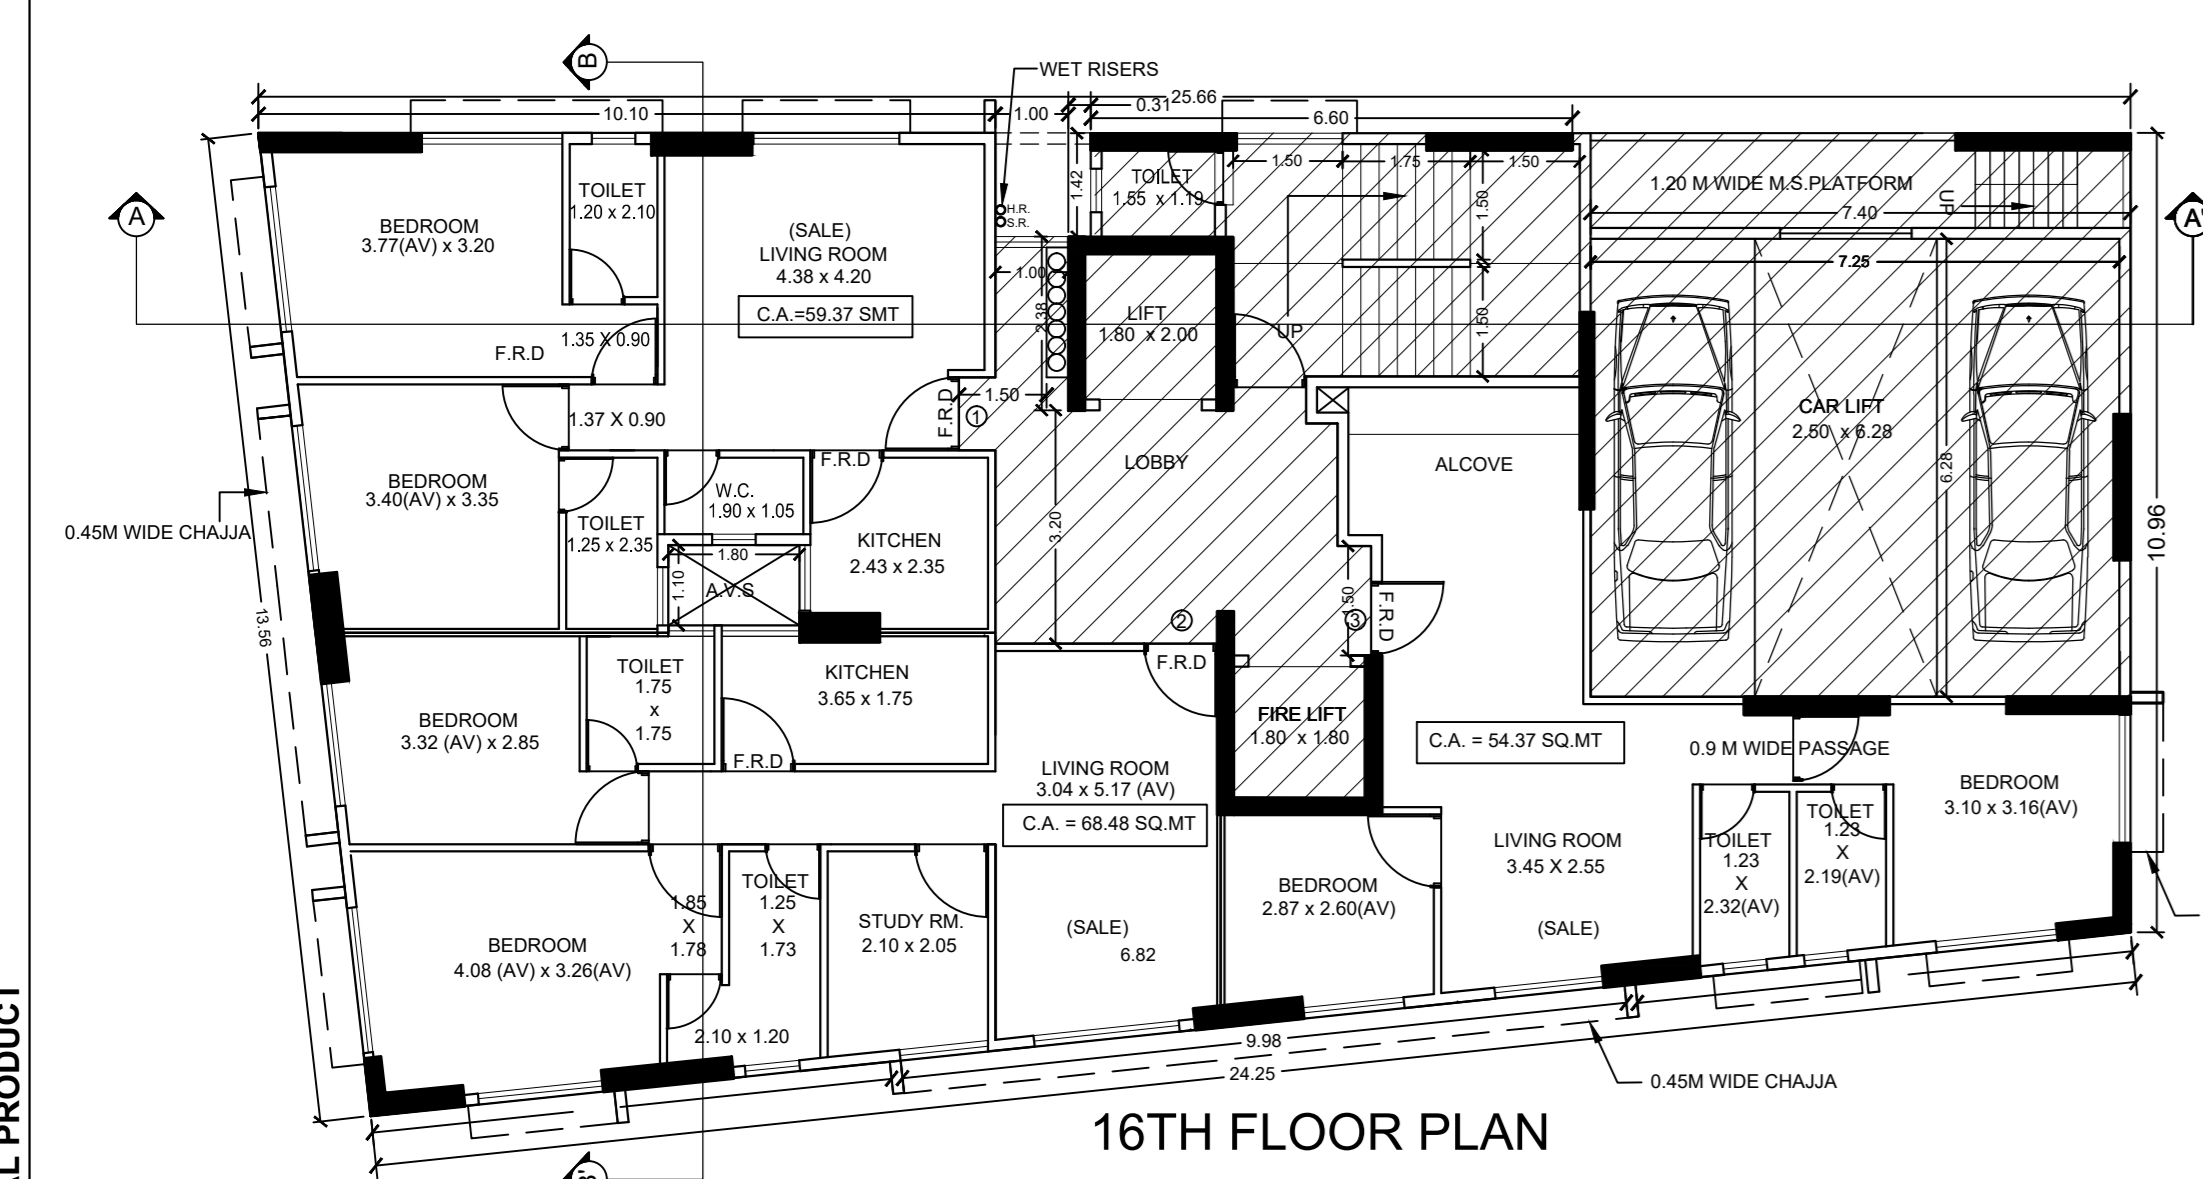 B
WET RISERS
25.66
10.10
1.00
0.31
6.60
A
BEDROOM
3.77(AV) x 3.20
TOILET
1.20 x 2.10
(SALE)
LIVING ROOM
4.38 x 4.20
C.A.=59.37 SMT
H.R.
S.R.
1.42
TOILET
1.55 x 1.19
1.50
1.75
1.50
1.50
1.50
1.20 M WIDE M.S.PLATFORM
7.40
UP
A'
1.00
2.38
LIFT
1.80 x 2.00
UP
7.25
1.35 X 0.90
F.R.D
1.37 X 0.90
F.R.D
1.50
1
CAR LIFT
2.50 x 6.28
6.28
10.96
LOBBY
ALCOVE
BEDROOM
3.40(AV) x 3.35
F.R.D
W.C.
1.90 x 1.05
TOILET
1.25 x 2.35
KITCHEN
2.43 x 2.35
3.20
0.45M WIDE CHAJJA
1.80
1.10
A.V.S
13.56
2
1.50
3
F.R.D
F.R.D
TOILET
1.75
x
1.75
KITCHEN
3.65 x 1.75
BEDROOM
3.32 (AV) x 2.85
F.R.D
FIRE LIFT
1.80 x 1.80
C.A. = 54.37 SQ.MT
0.9 M WIDE PASSAGE
LIVING ROOM
3.04 x 5.17 (AV)
C.A. = 68.48 SQ.MT
BEDROOM
3.10 x 3.16(AV)
TOILET
1.23
X
2.19(AV)
TOILET
1.23
X
2.32(AV)
LIVING ROOM
3.45 X 2.55
(SALE)
BEDROOM
2.87 x 2.60(AV)
TOILET
1.25
X
1.73
1.85
X
1.78
STUDY RM.
2.10 x 2.05
(SALE)
6.82
BEDROOM
4.08 (AV) x 3.26(AV)
2.10 x 1.20
9.98
24.25
0.45M WIDE CHAJJA
16TH FLOOR PLAN
B'
PRODUCT